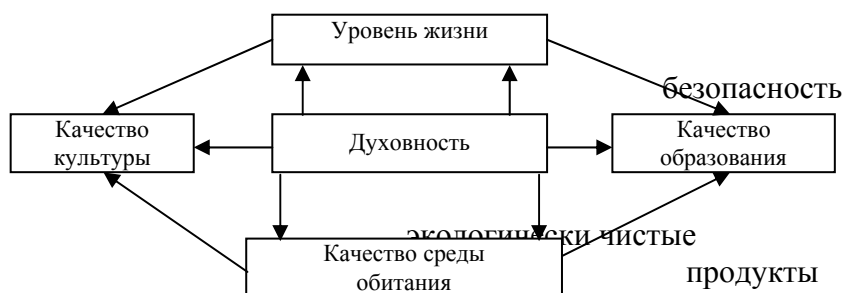 Уровень жизни
безопасность
Качество
культуры
Духовность
Качество
образования
экологически чистые
Качество среды
обитания
продукты